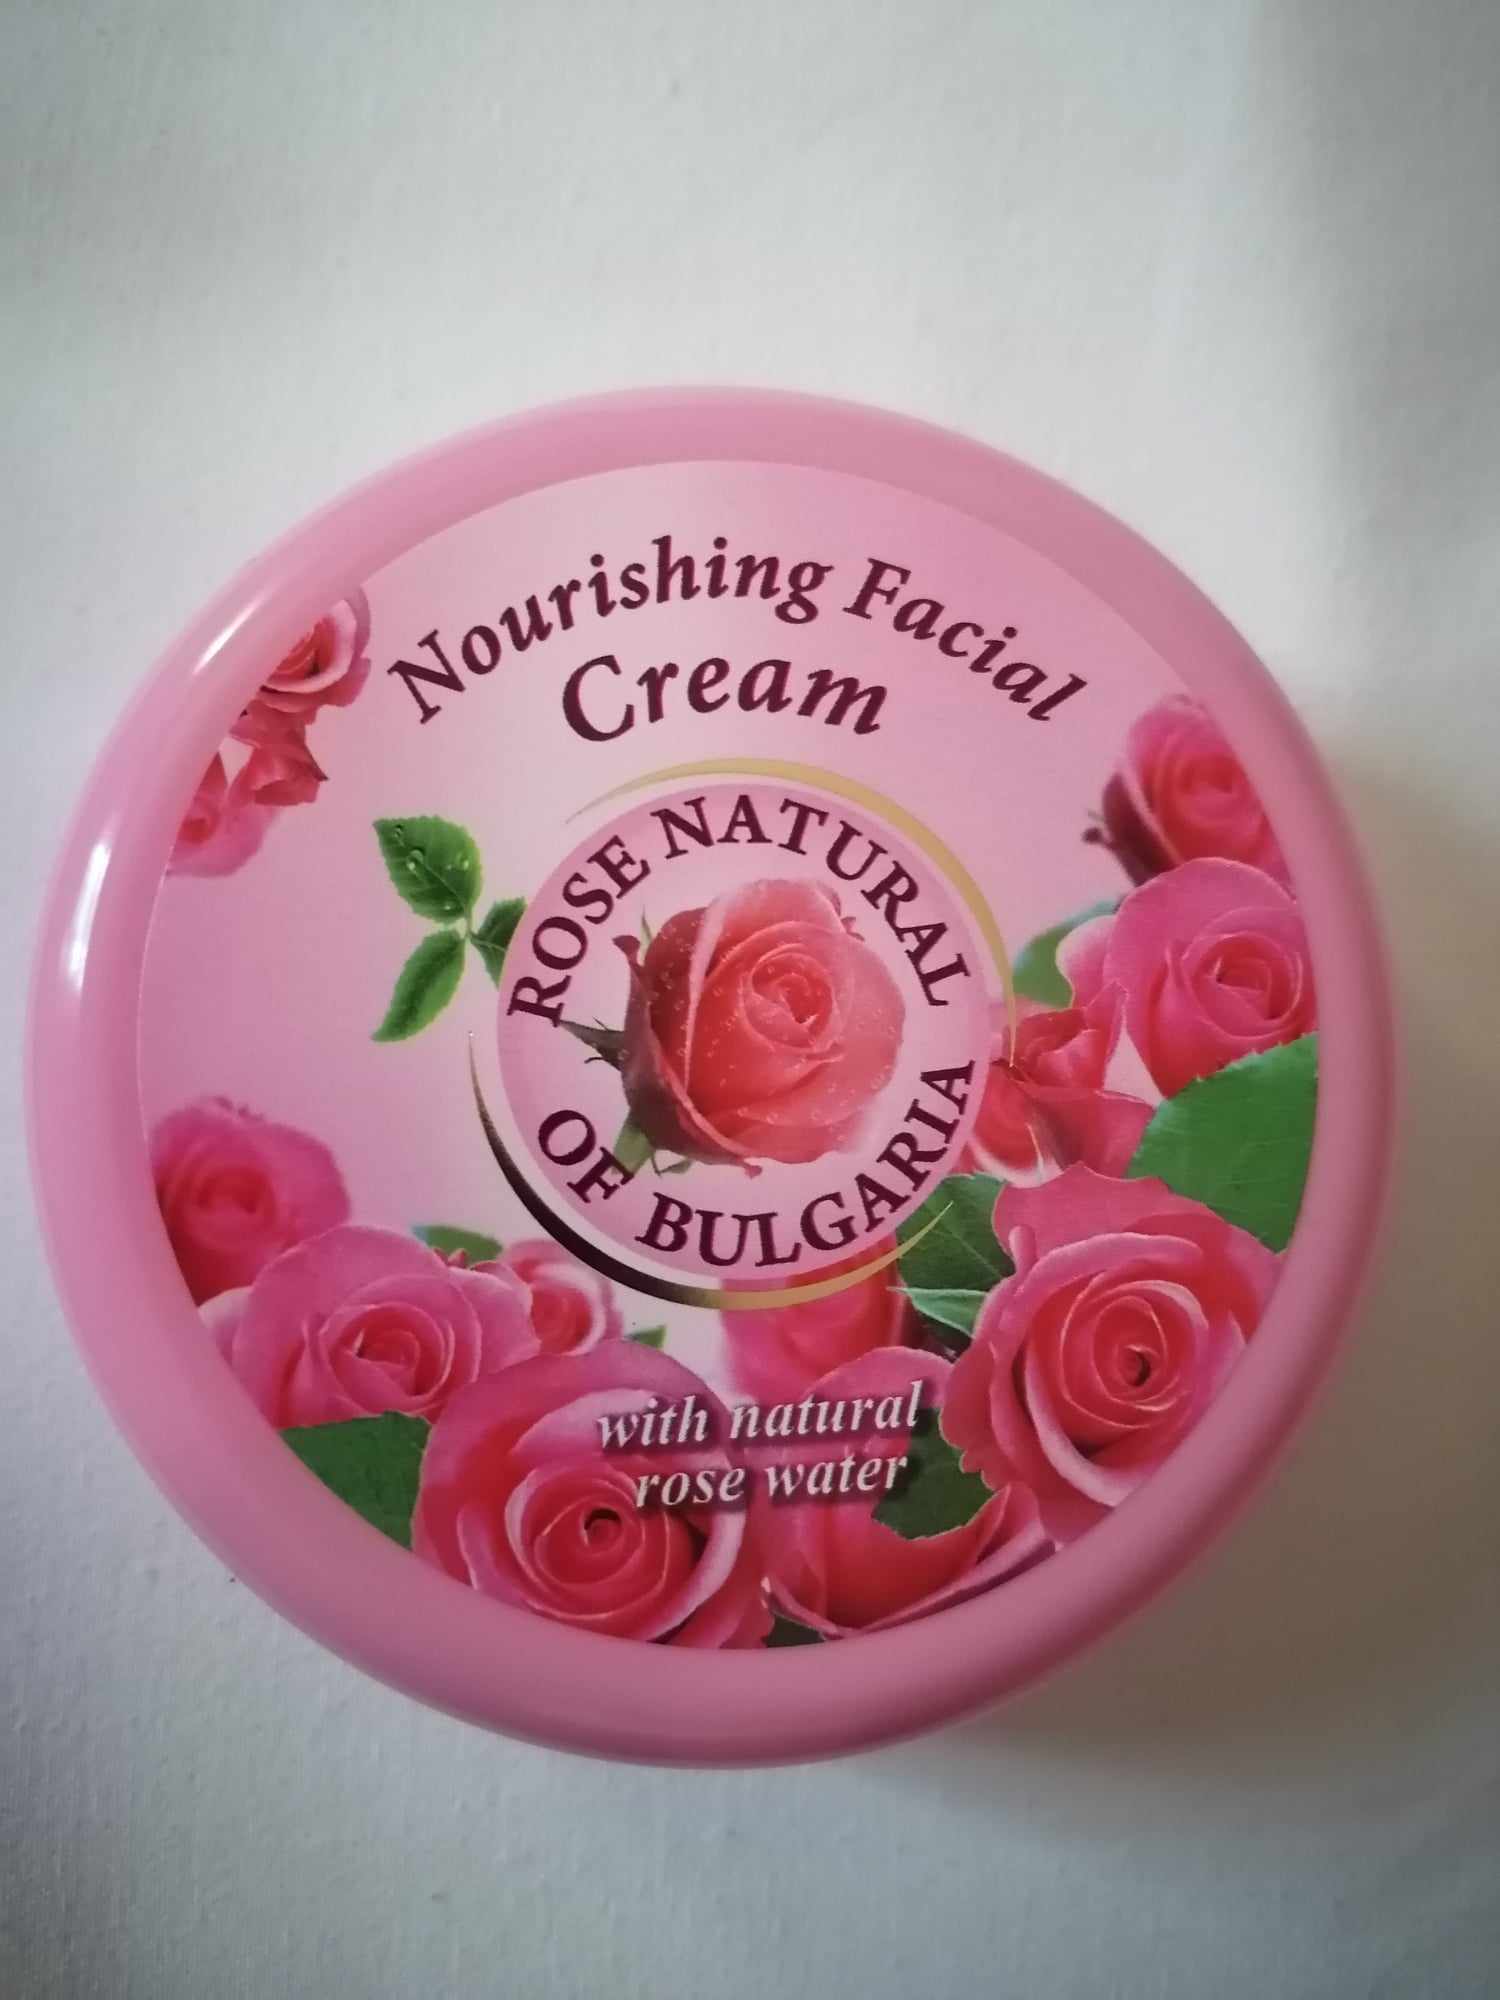 Nourishing Facial
Cream
ROSE NATURAL
OF BULGARIA
with natural
rose water